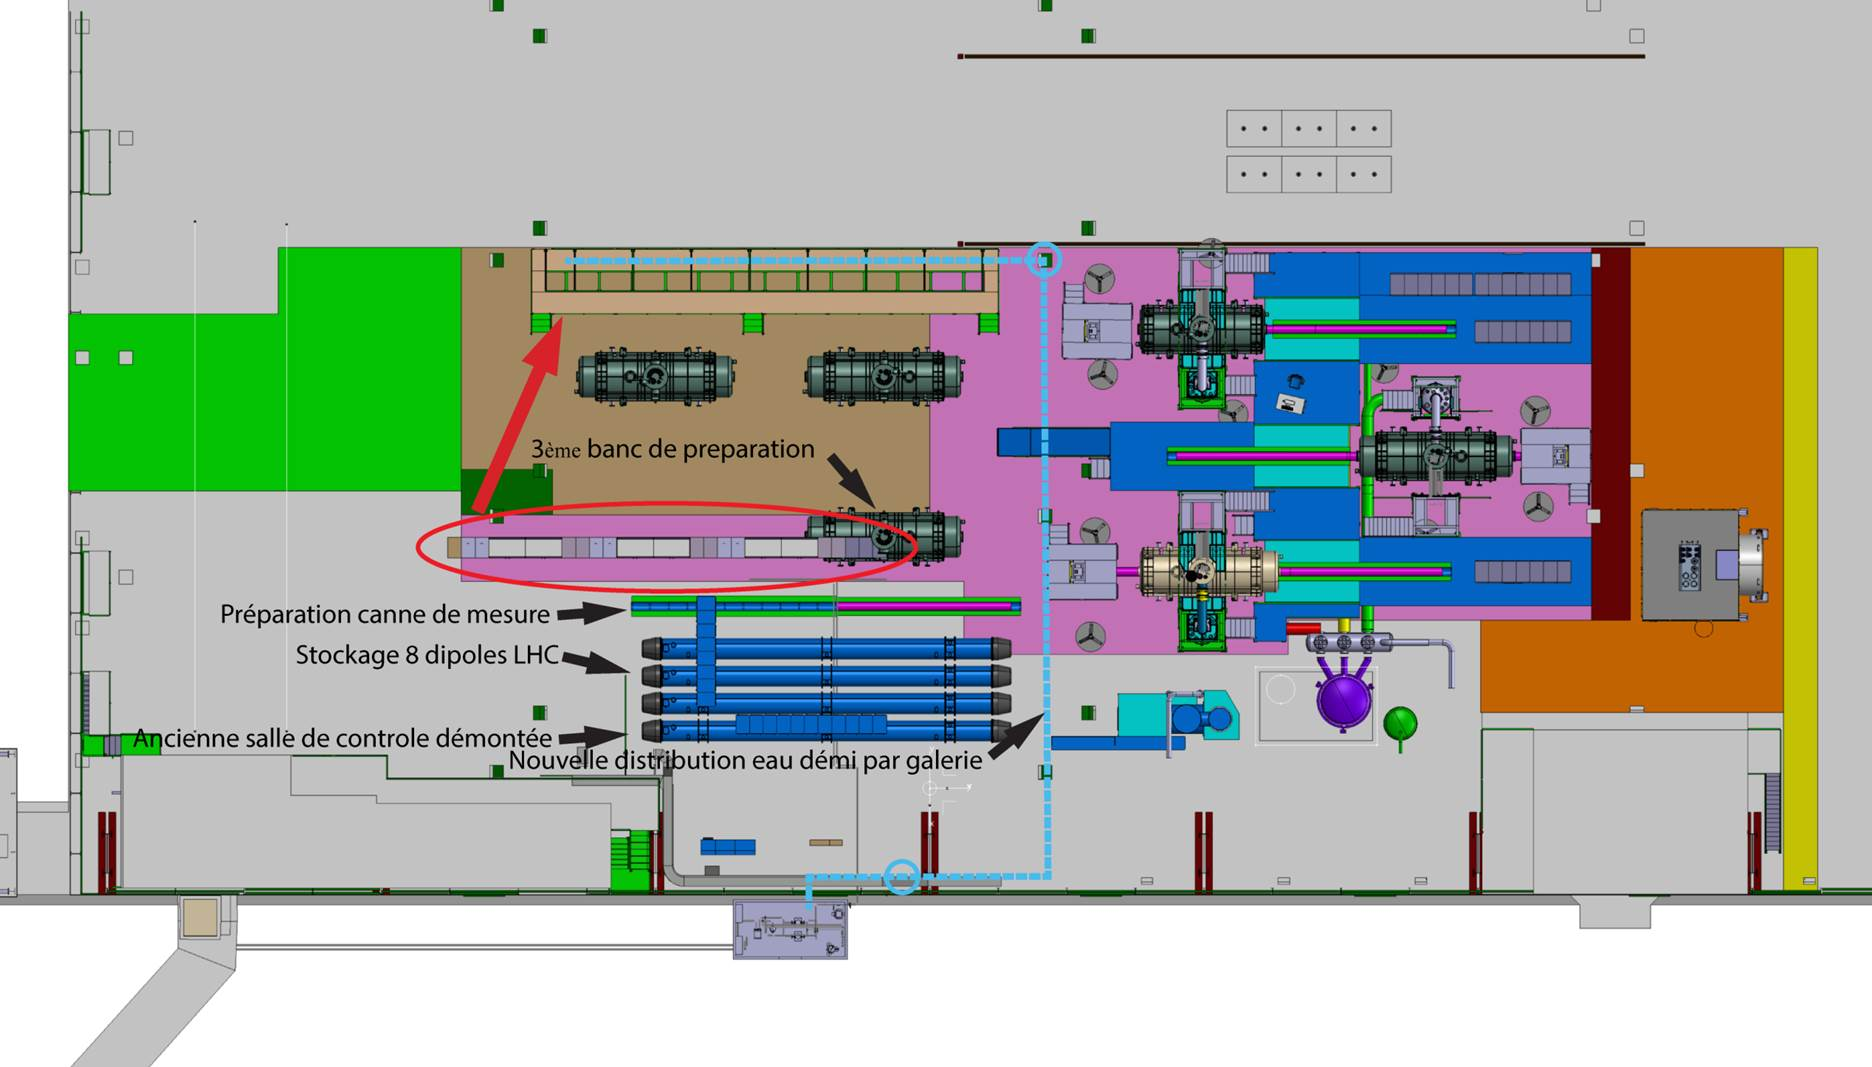 3ème banc de preparation
Préparation canne de mesure
Stockage 8 dipoles LHC
Ancienne salle de controle démontée
Nouvelle distribution eau démi par galerie